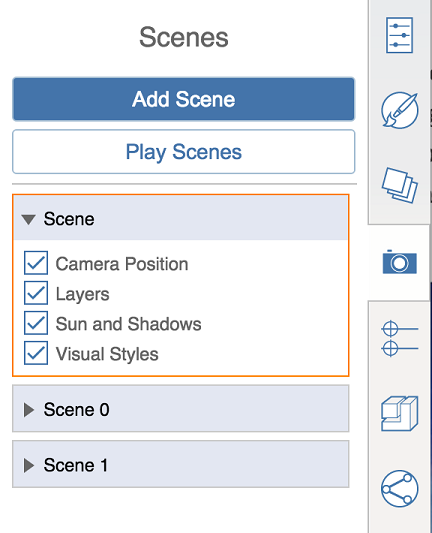 Scenes
Add Scene
Play Scenes
Scene
Camera Position
Layers
Sun and Shadows
Visual Styles
Scene 0
Scene 1